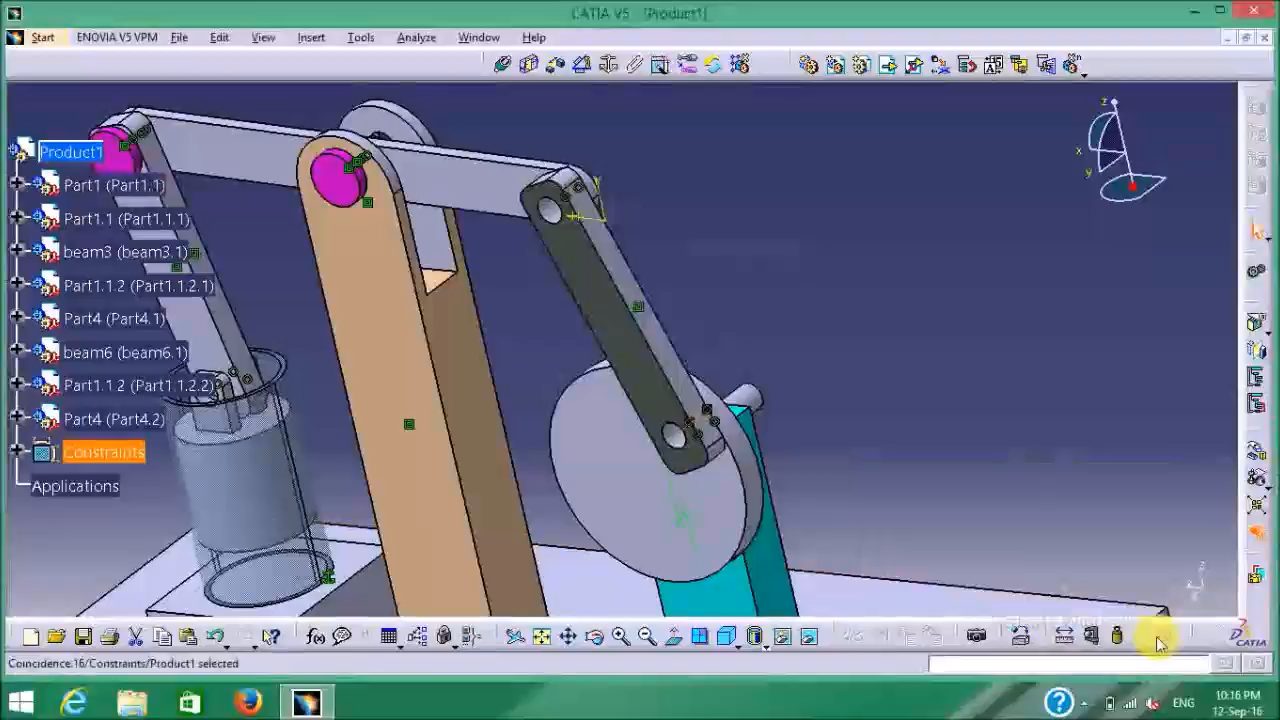 CATIA V5 - [Product1]
Start ENOVIA V5 VPM File Edit View Insert Tools Analyze Window Help
z
x
y
Product1
Part1 (Part1.1)
Part1.1 (Part1.1.1)
beam3 (beam3.1)
Part1.1.2 (Part1.1.2.1)
Part4 (Part4.1)
beam6 (beam6.1)
Part1.1.2 (Part1.1.2.2)
Part4 (Part4.2)
Constraints
Applications
y
f(x)
CATIA
Coincidence.16/Constraints/Product1 selected
ENG
10:16 PM
12-Sep-16